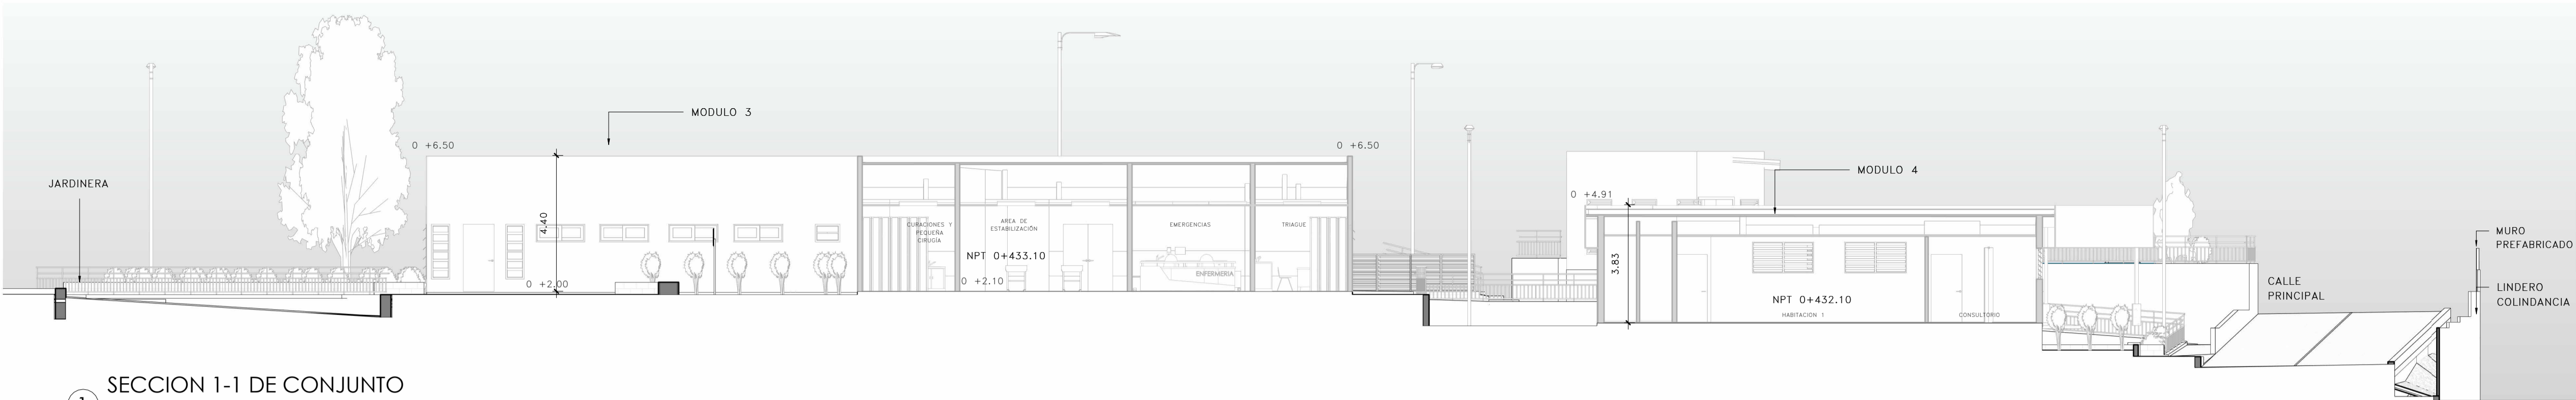 JARDINERA
0 +6.50
MODULO 3
4.40
0 +2.00
CURACIONES Y
PEQUEÑA
CIRUGÍA
AREA DE
ESTABILIZACIÓN
NPT 0+433.10
0 +2.10
EMERGENCIAS
ENFERMERIA
TRIAGUE
0 +6.50
0 +4.91
MODULO 4
3.83
NPT 0+432.10
HABITACION 1
CONSULTORIO
CALLE
PRINCIPAL
MURO
PREFABRICADO
LINDERO
COLINDANCIA
SECCION 1-1 DE CONJUNTO
1